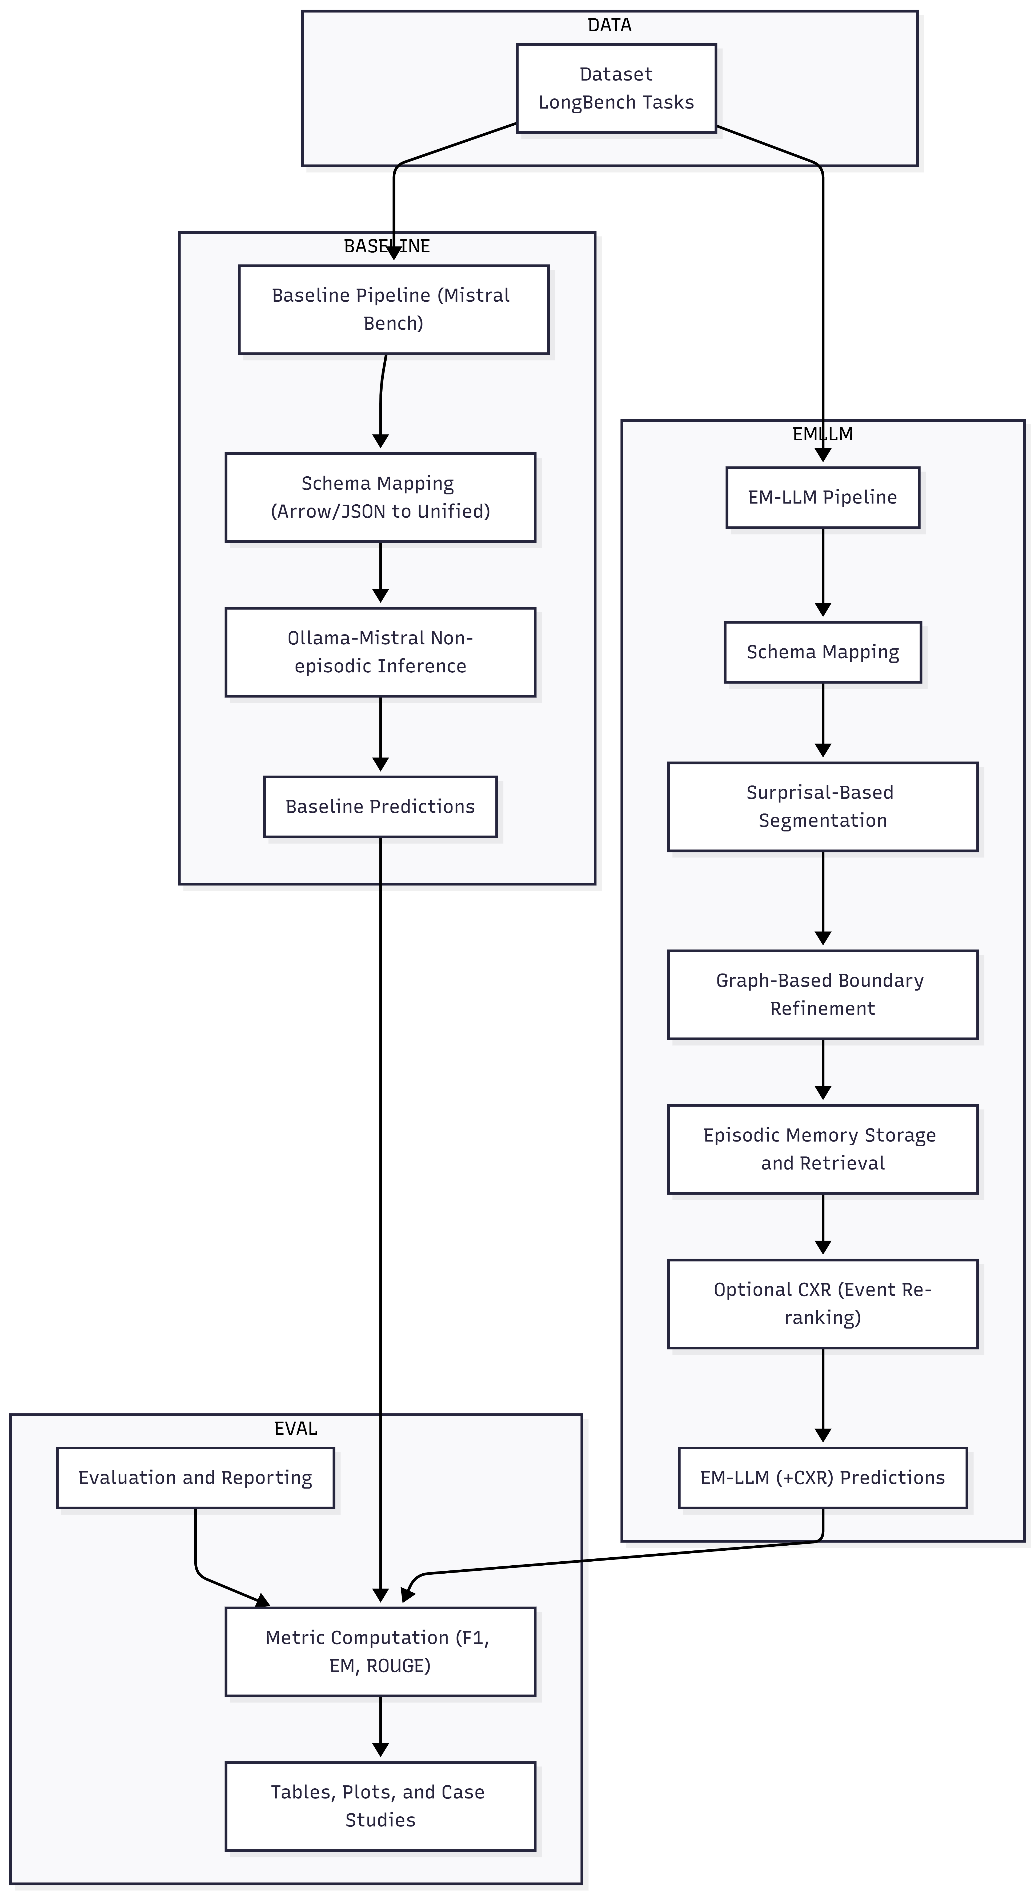 DATA
Dataset
LongBench Tasks
BASELINE
Baseline Pipeline (Mistral
Bench)
Schema Mapping
(Arrow/JSON to Unified)
Ollama-Mistral Non-
episodic Inference
Baseline Predictions
EMLLM
EM-LLM Pipeline
Schema Mapping
Surprisal-Based
Segmentation
Graph-Based Boundary
Refinement
Episodic Memory Storage
and Retrieval
Optional CXR (Event Re-
ranking)
EM-LLM (+CXR) Predictions
EVAL
Evaluation and Reporting
Metric Computation (F1,
EM, ROUGE)
Tables, Plots, and Case
Studies